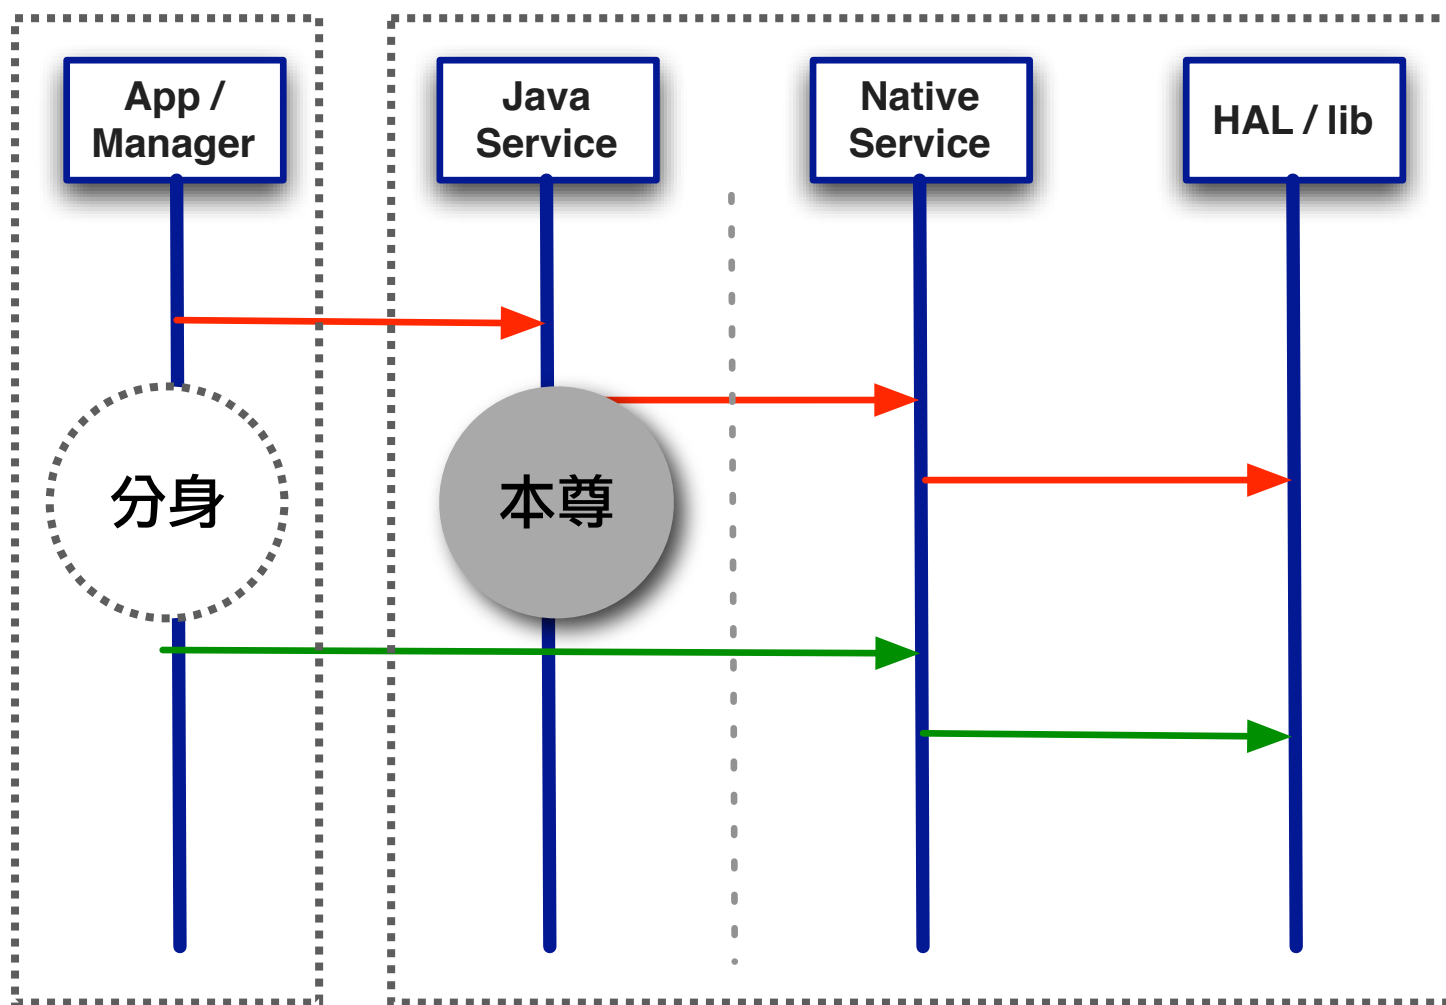 App /
Manager
Java
Service
Native
Service
HAL / lib
分身
本尊